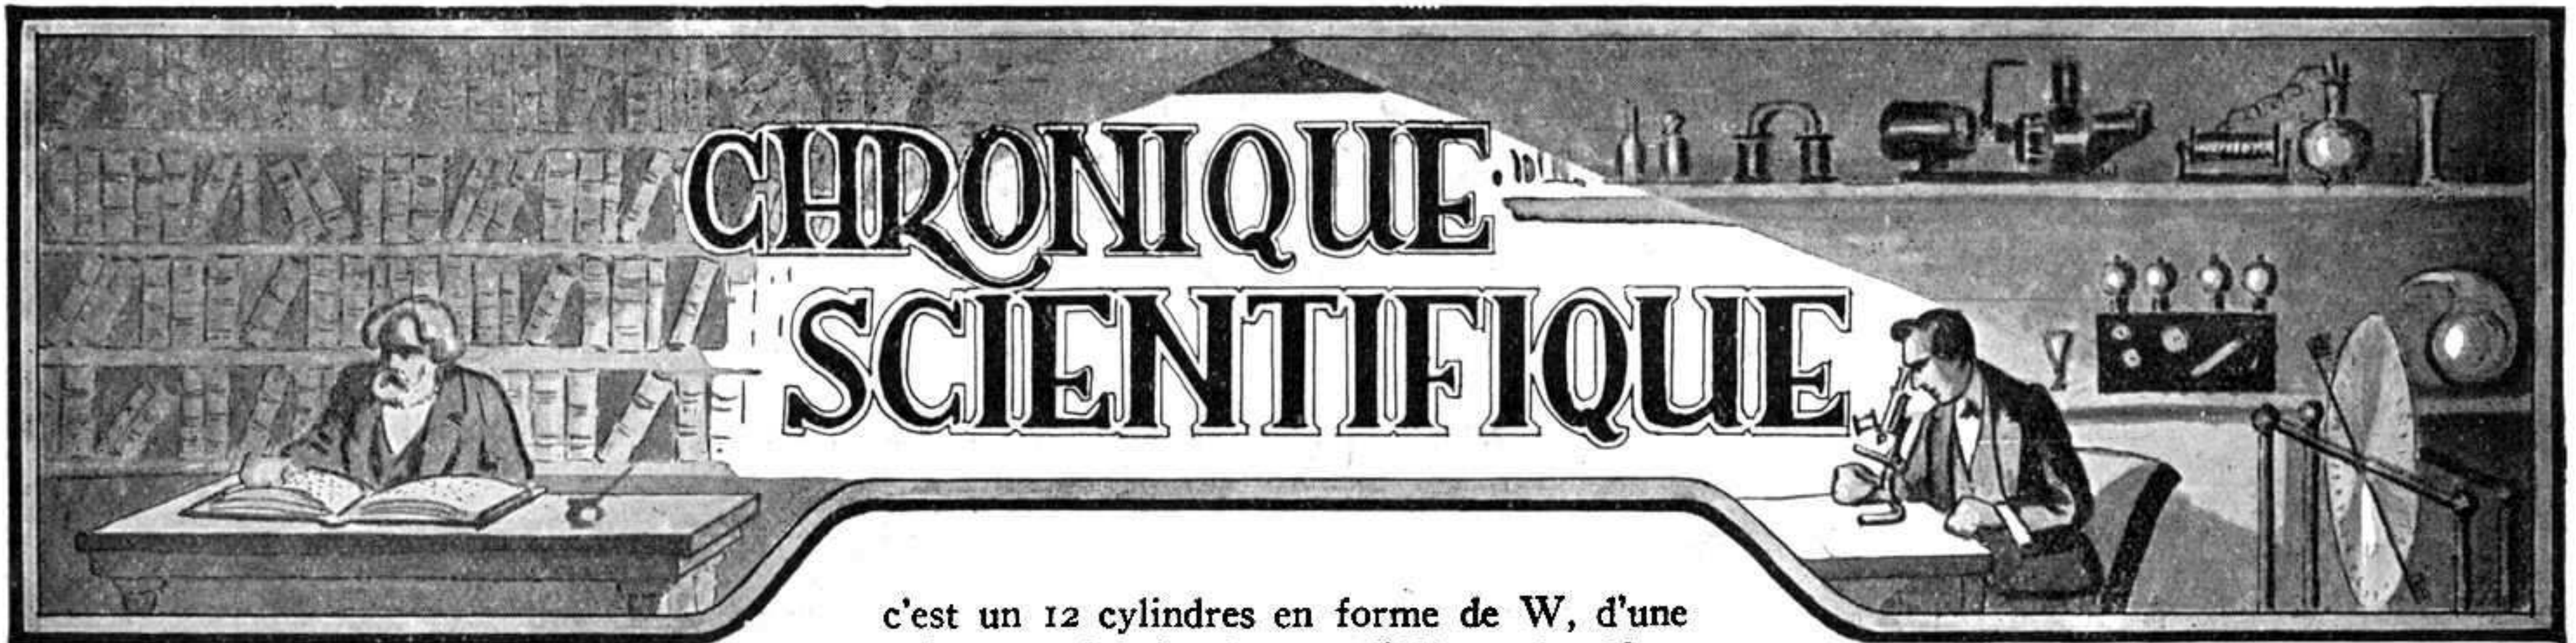 CHRONIQUE
SCIENTIFIQUE
c'est un 12 cylindres en forme de W, d'une